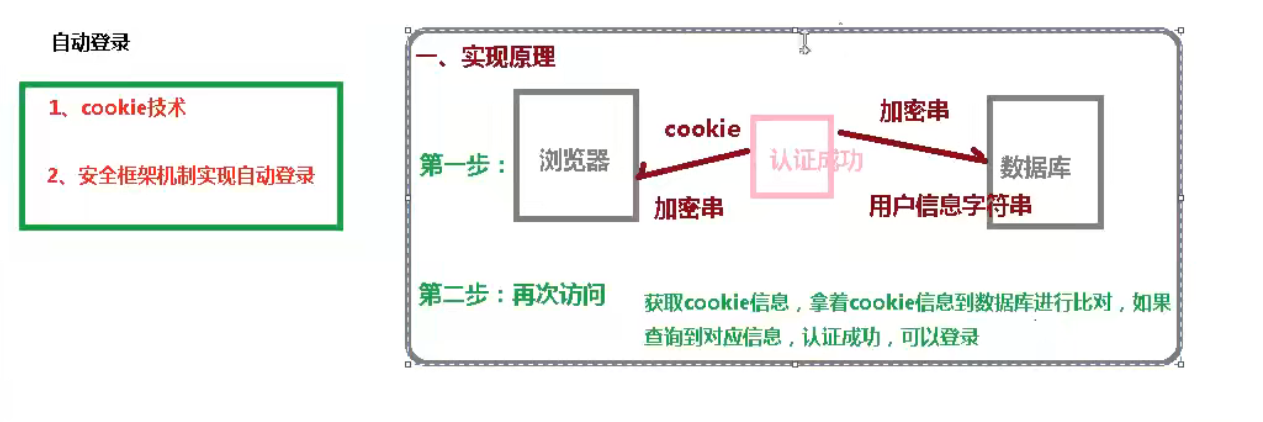 自动登录
1、cookie技术
2、安全框架机制实现自动登录
一、实现原理
第一步：
浏览器
cookie
加密串
认证成功
加密串
用户信息字符串
数据库
第二步：再次访问
获取cookie信息，拿着cookie信息到数据库进行比对，如果
查询到对应信息，认证成功，可以登录